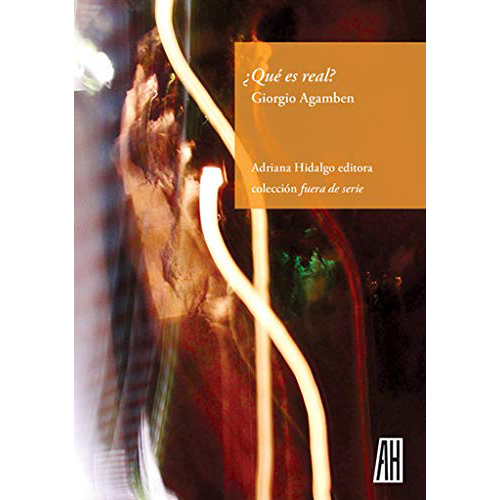 ¿Qué es real?
Giorgio Agamben
Adriana Hidalgo editora
colección fuera de serie
AH